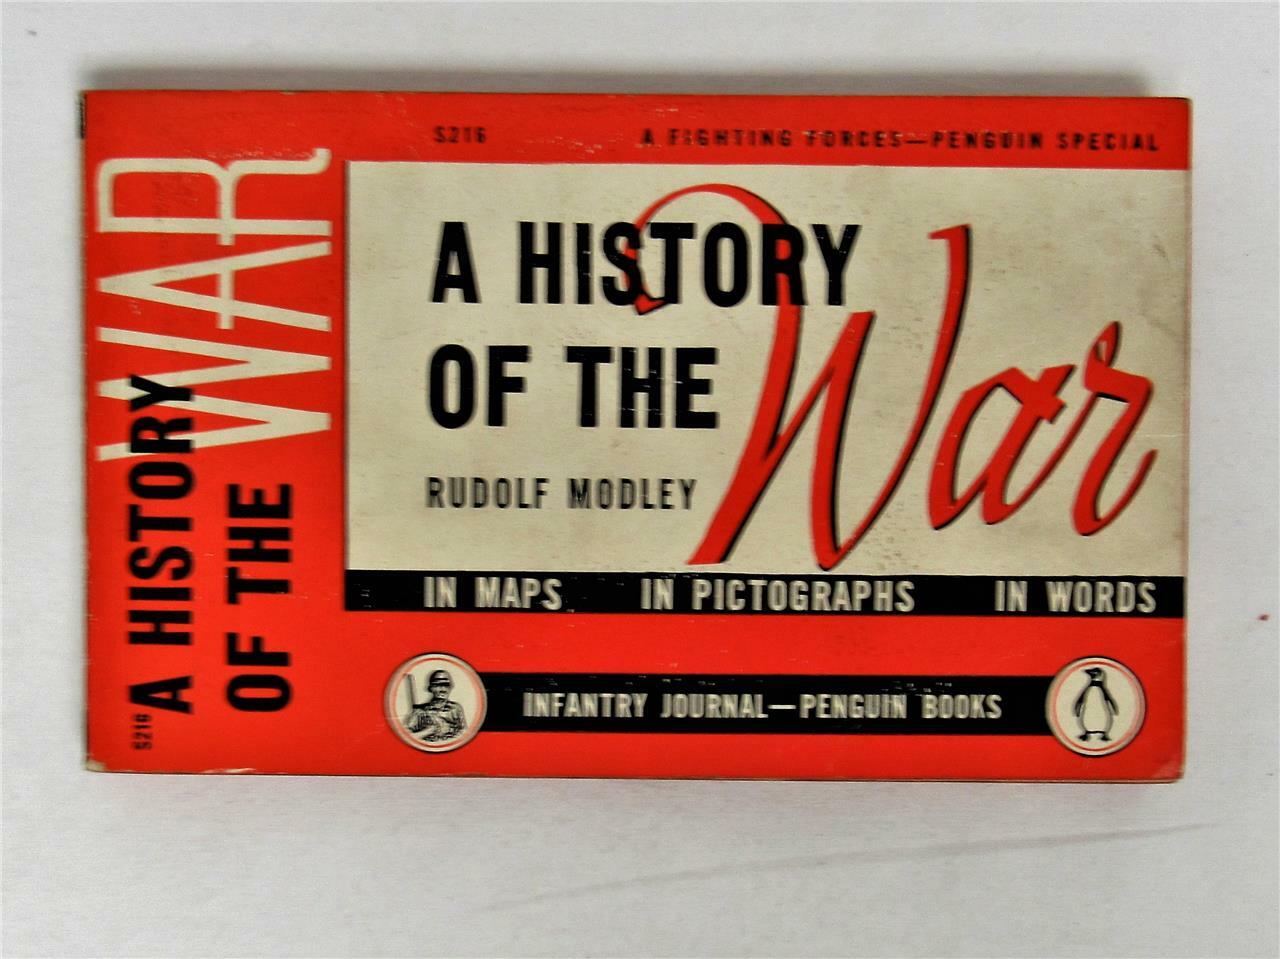 S216
A FIGHTING FORCES—PENGUIN SPECIAL
A HISTORY
OF THE War
RUDOLF MODLEY
IN MAPS IN PICTOGRAPHS IN WORDS
INFANTRY JOURNAL—PENGUIN BOOKS
S216
A HISTORY
OF THE
WAR